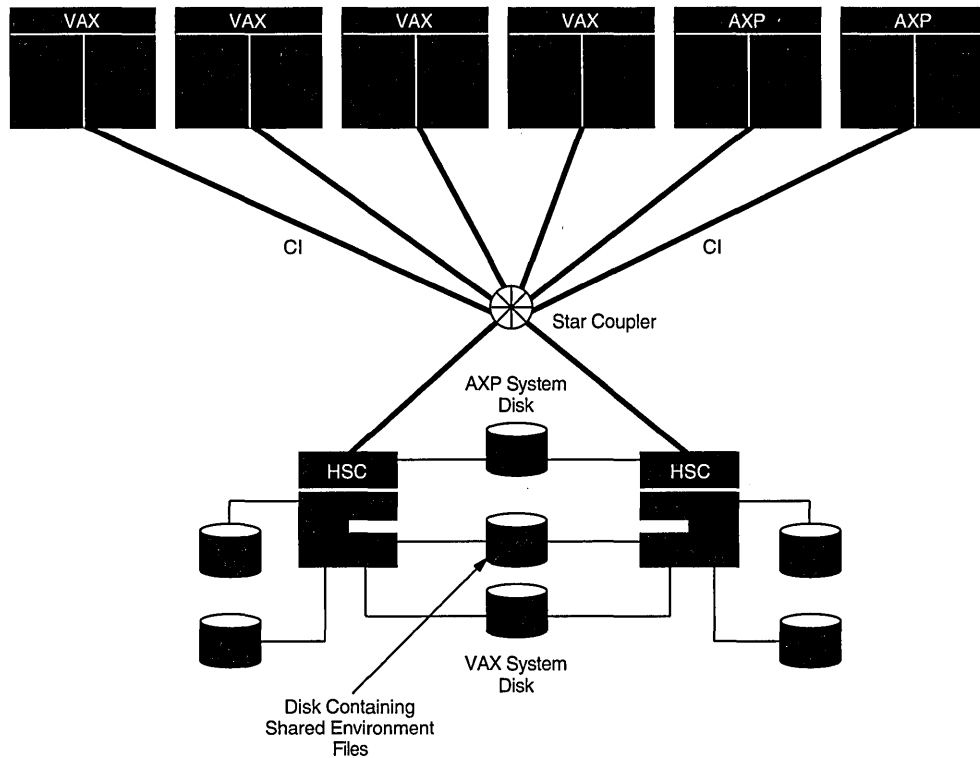 VAX
VAX
VAX
VAX
AXP
AXP
CI
CI
Star Coupler
AXP System
Disk
HSC
HSC
VAX System
Disk
Disk Containing
Shared Environment
Files